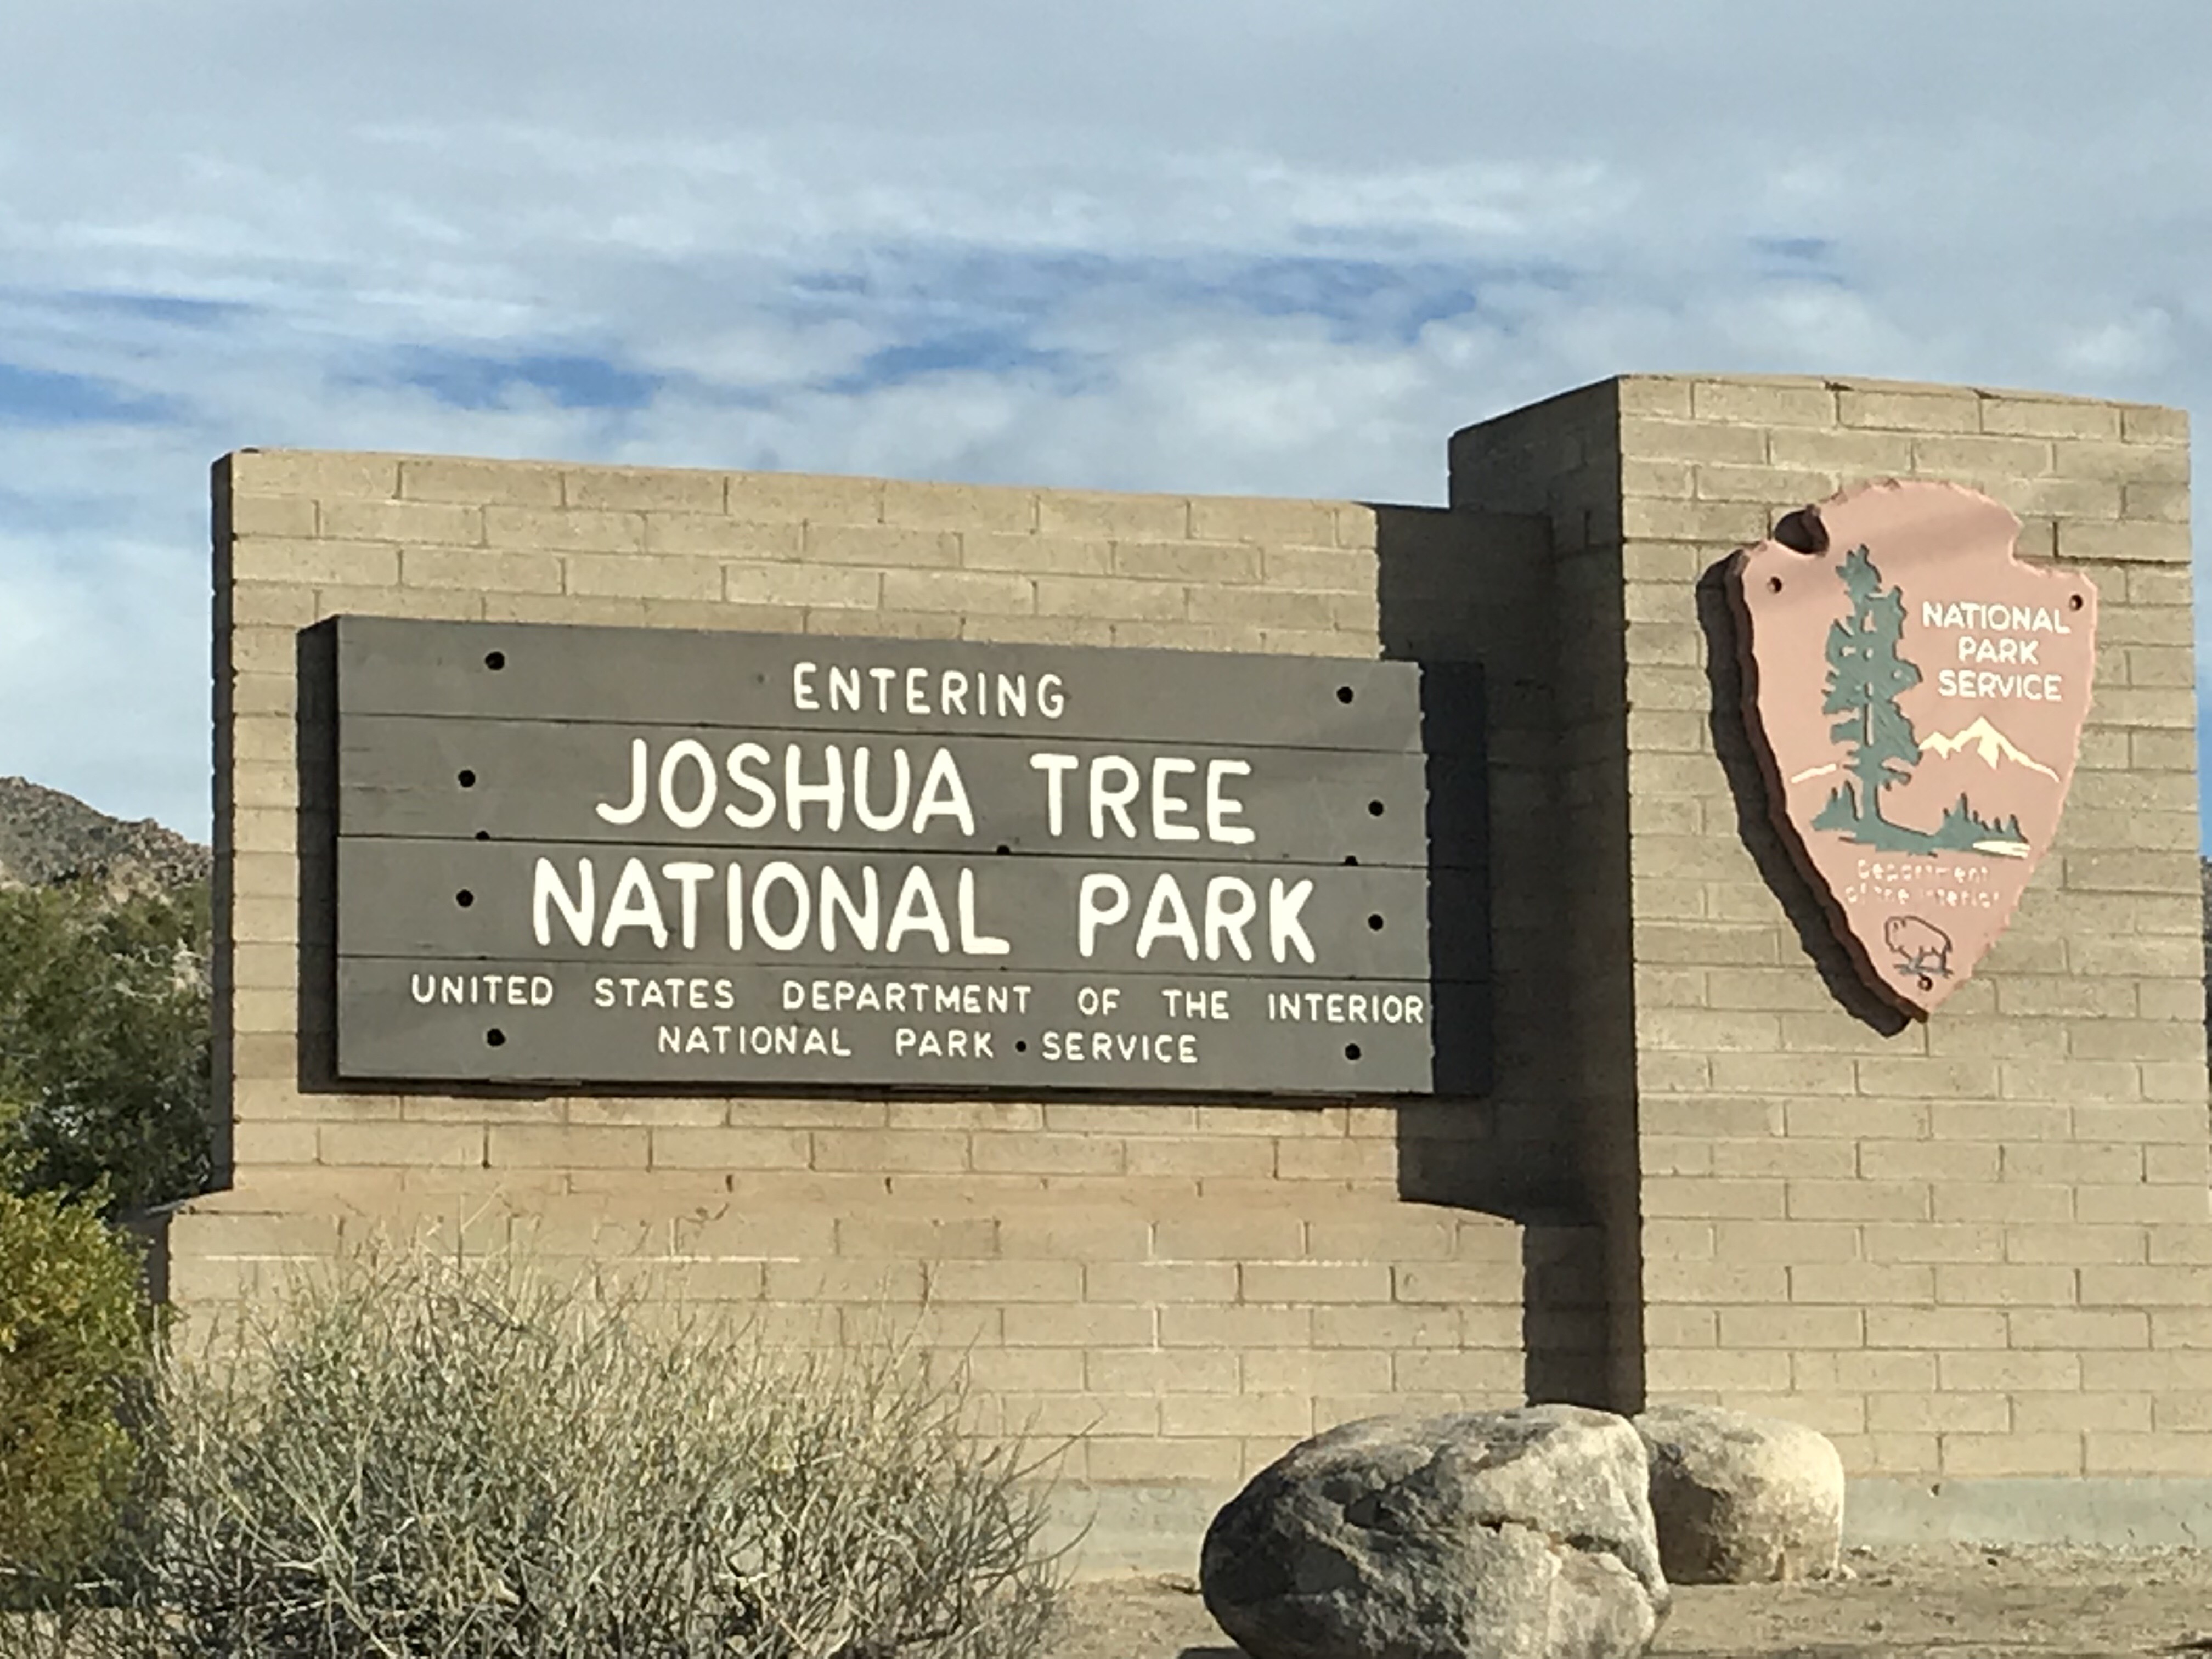 ENTERING
JOSHUA TREE
NATIONAL PARK
UNITED STATES DEPARTMENT OF THE INTERIOR
NATIONAL PARK SERVICE
NATIONAL
PARK
SERVICE
Department
of the Interior